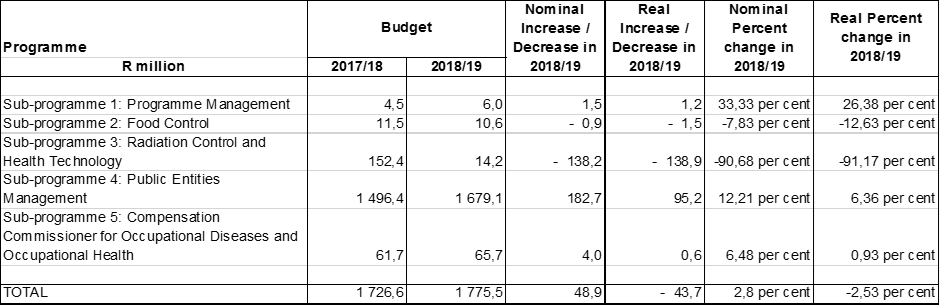 Programme
Budget
Nominal Increase / Decrease in 2018/19
Real Increase / Decrease in 2018/19
Nominal Percent change in 2018/19
Real Percent change in 2018/19
R million 2017/18 2018/19
Sub-programme 1: Programme Management 4,5 6,0 1,5 1,2 33,33 per cent 26,38 per cent
Sub-programme 2: Food Control 11,5 10,6 - 0,9 - 1,5 -7,83 per cent -12,63 per cent
Sub-programme 3: Radiation Control and
Health Technology 152,4 14,2 - 138,2 - 138,9 -90,68 per cent -91,17 per cent
Sub-programme 4: Public Entities
Management 1 496,4 1 679,1 182,7 95,2 12,21 per cent 6,36 per cent
Sub-programme 5: Compensation
Commissioner for Occupational Diseases and
Occupational Health 61,7 65,7 4,0 0,6 6,48 per cent 0,93 per cent
TOTAL 1 726,6 1 775,5 48,9 - 43,7 2,8 per cent -2,53 per cent